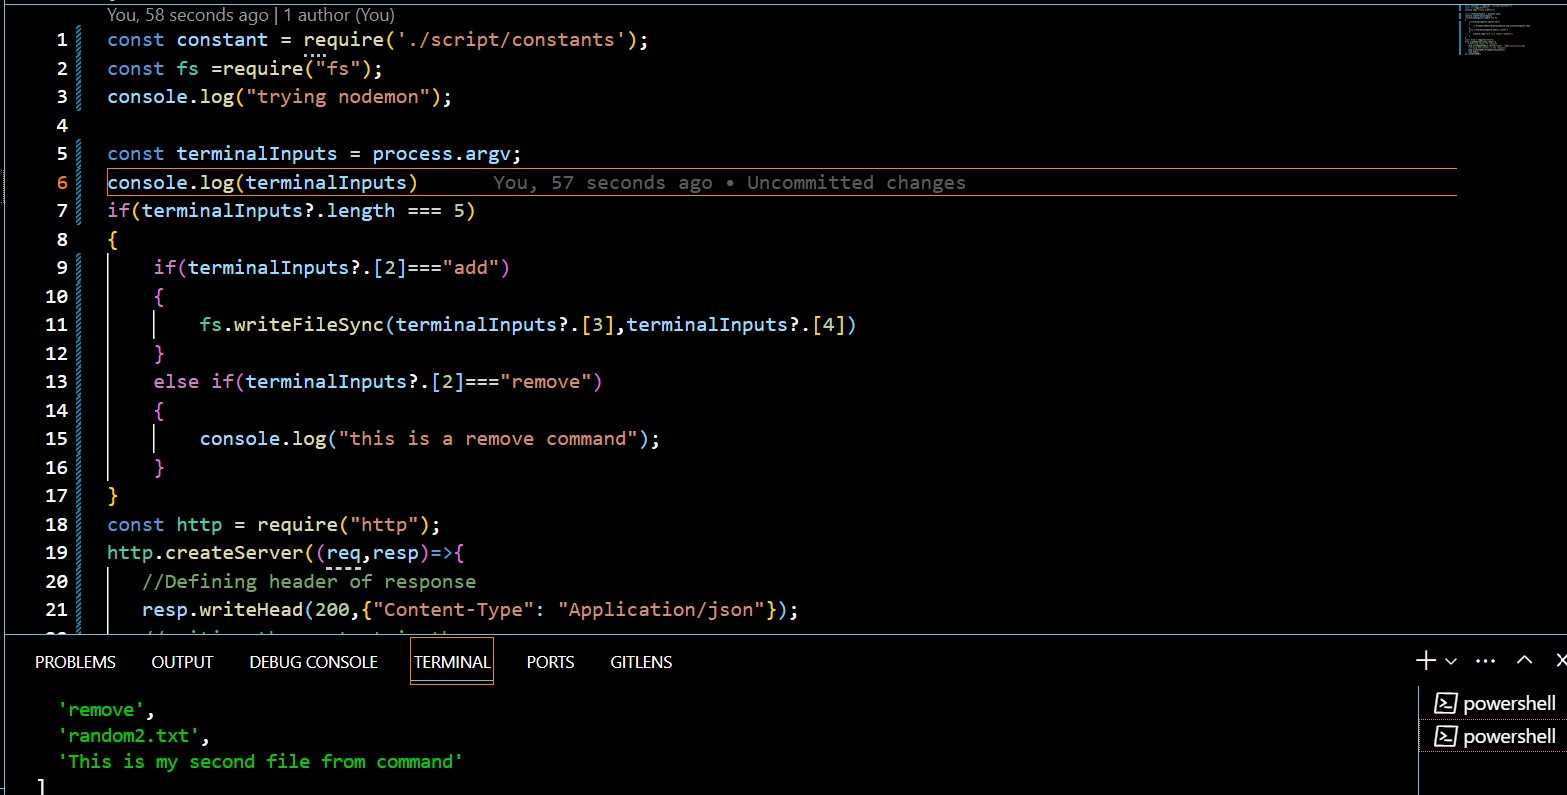 You, 58 seconds ago | 1 author (You)
1 const constant = require('./script/constants');
2 const fs =require("fs");
3 console.log("trying nodemon");
4
5 const terminalInputs = process.argv;
6 console.log(terminalInputs) You, 57 seconds ago • Uncommitted changes
7 if(terminalInputs?.length === 5)
8 {
9 if(terminalInputs?.[2]==="add")
10 {
11 fs.writeFileSync(terminalInputs?.[3],terminalInputs?.[4])
12 }
13 else if(terminalInputs?.[2]==="remove")
14 {
15 console.log("this is a remove command");
16 }
17 }
18 const http = require("http");
19 http.createServer((req,resp)=>{
20 //Defining header of response
21 resp.writeHead(200,{"Content-Type": "Application/json"});
PROBLEMS OUTPUT DEBUG CONSOLE TERMINAL PORTS GITLENS
'remove',
'random2.txt',
'This is my second file from command'
]
powershell
powershell